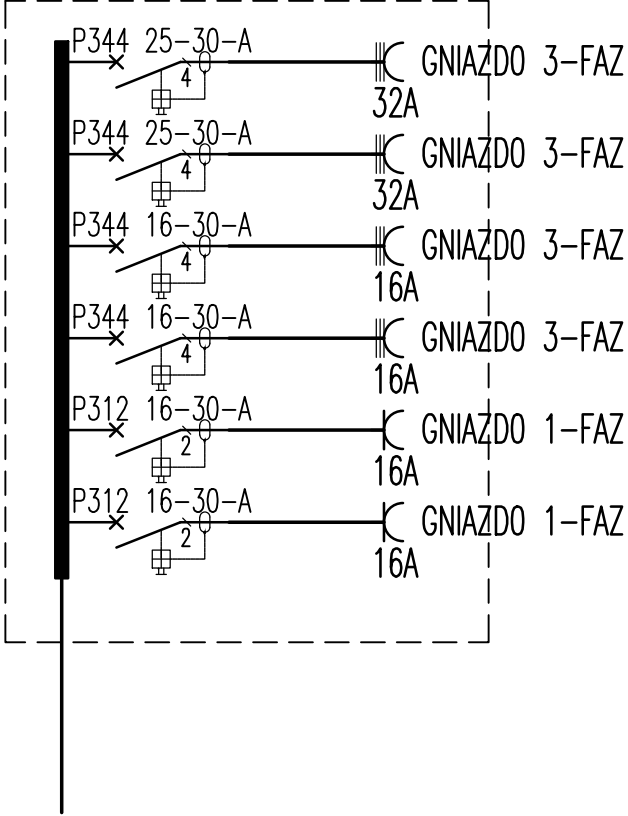 P344 25-30-A
GNIAZDO 3-FAZ
4
32A
P344 25-30-A
GNIAZDO 3-FAZ
4
32A
P344 16-30-A
GNIAZDO 3-FAZ
4
16A
P344 16-30-A
GNIAZDO 3-FAZ
4
16A
P312 16-30-A
GNIAZDO 1-FAZ
2
16A
P312 16-30-A
GNIAZDO 1-FAZ
2
16A